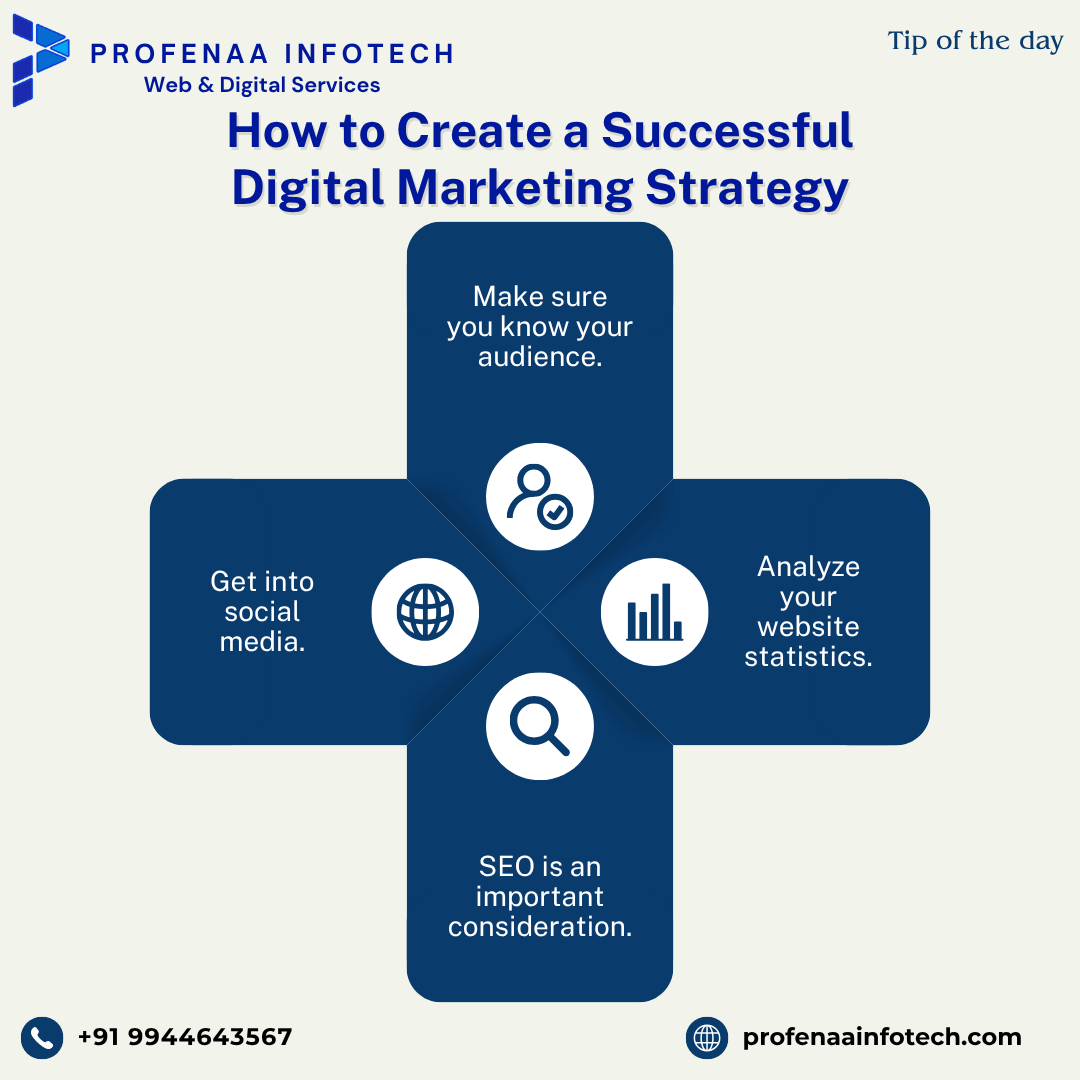 PROFENAA INFOTECH
Web & Digital Services
Tip of the day
How to Create a Successful
Digital Marketing Strategy
Make sure
you know your
audience.
Get into
social
media.
Analyze
your
website
statistics.
SEO is an
important
consideration.
+91 9944643567
profenaainfotech.com